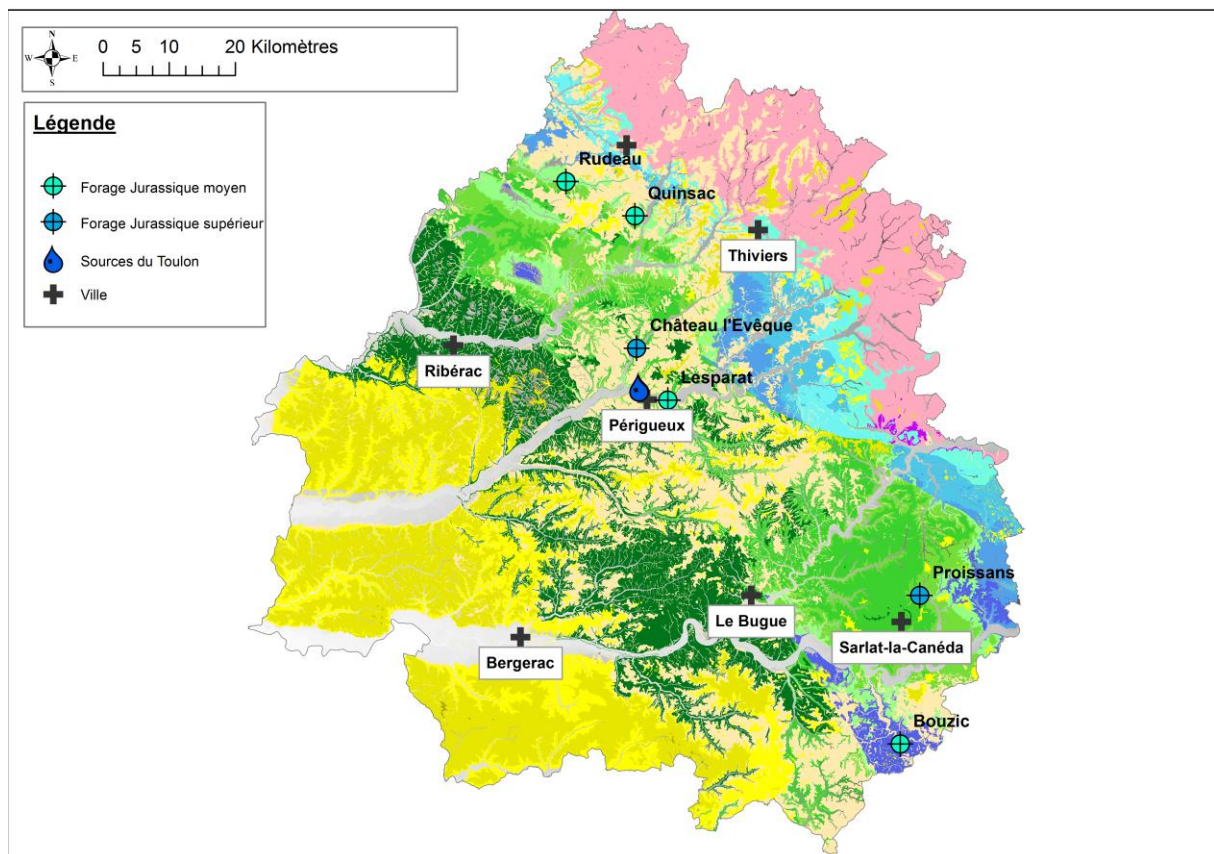 N
W E
S
0 5 10 20 Kilomètres
Légende
Forage Jurassique moyen
Forage Jurassique supérieur
Sources du Toulon
Ville
Rudeau
Quinsac
Thiviers
Château l'Evêque
Ribérac
Lesparat
Périgueux
Proissans
Le Bugue
Sarlat-la-Canéda
Bergerac
Bouzic